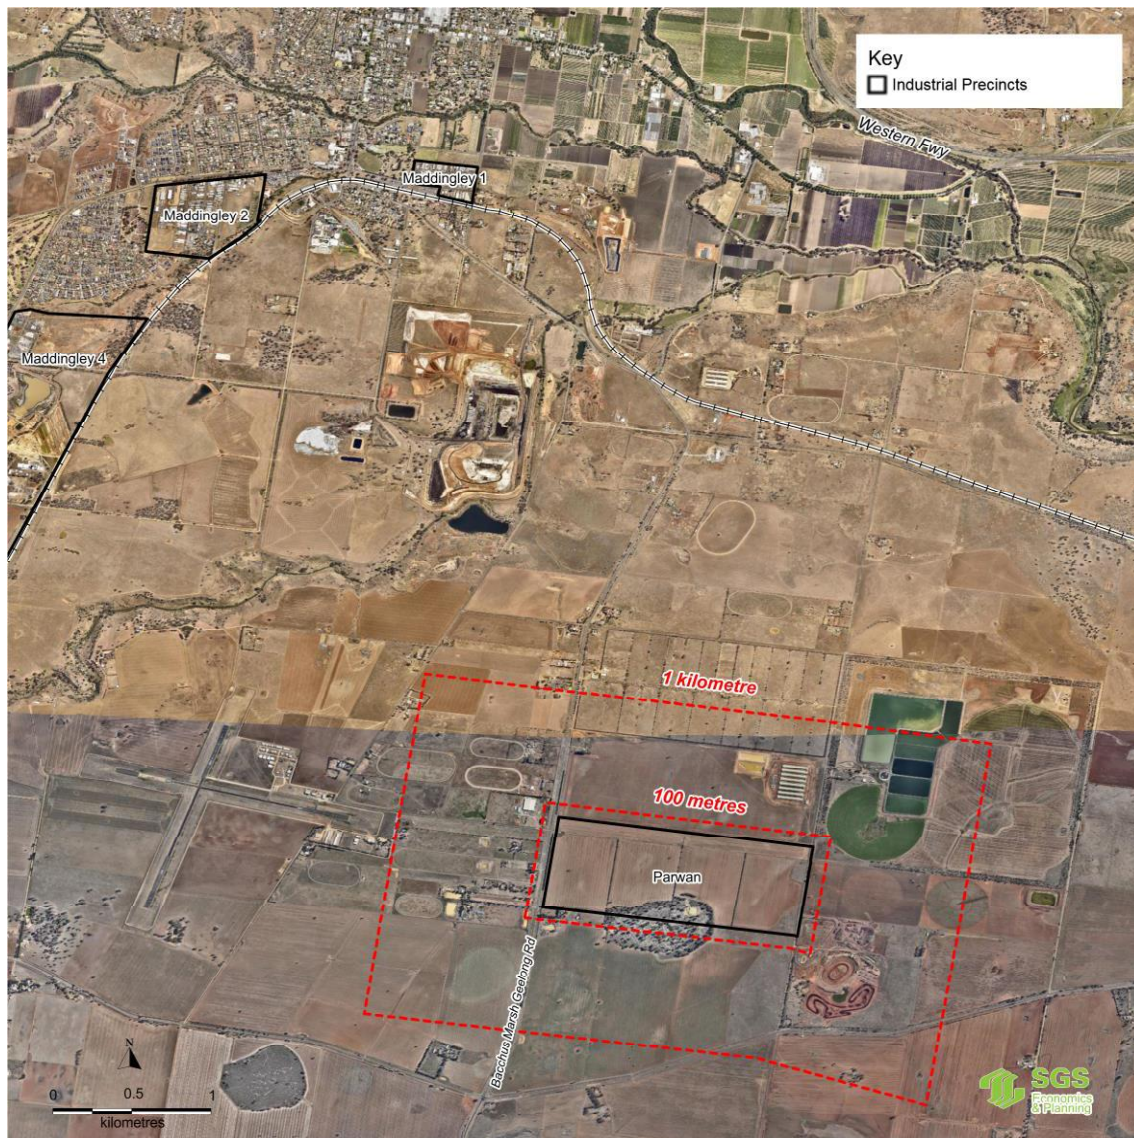 Key
Industrial Precincts
Western Fwy
Maddingley 1
Maddingley 2
Maddingley 4
1 kilometre
100 metres
Parwan
Bacchus Marsh Geelong Rd
N
0 0.5 1
kilometres
SGS
Economics
& Planning